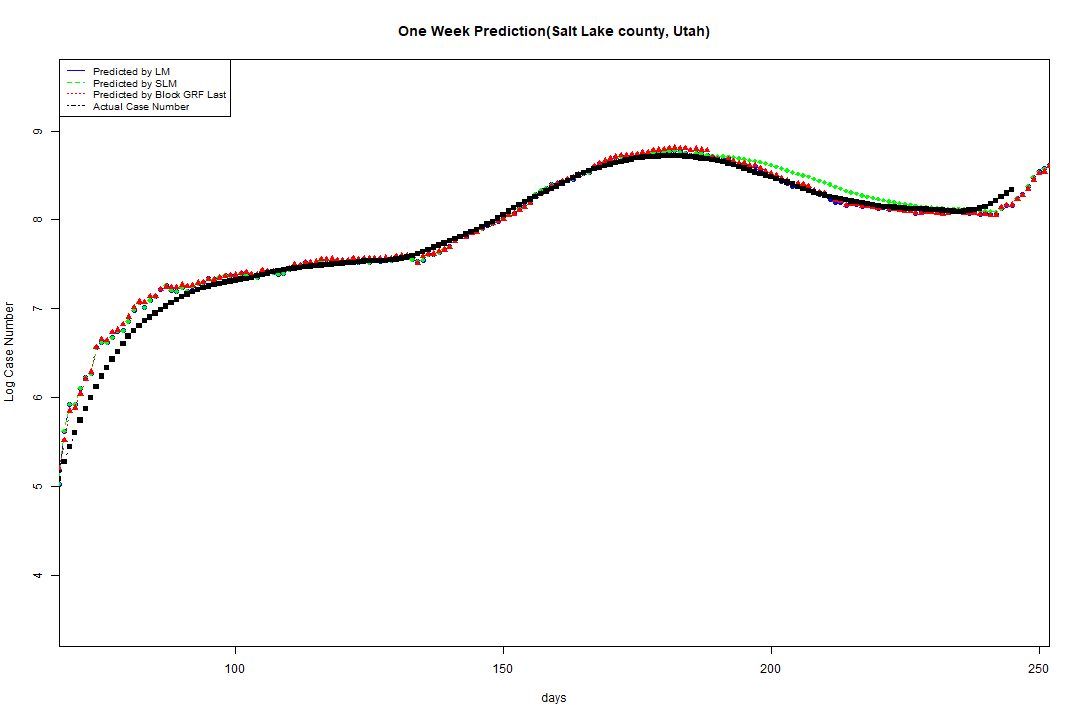 One Week Prediction(Salt Lake county, Utah)
Predicted by LM
Predicted by SLM
Predicted by Block GRF Last
Actual Case Number
9
8
7
6
5
4
Log Case Number
100
150
200
250
days